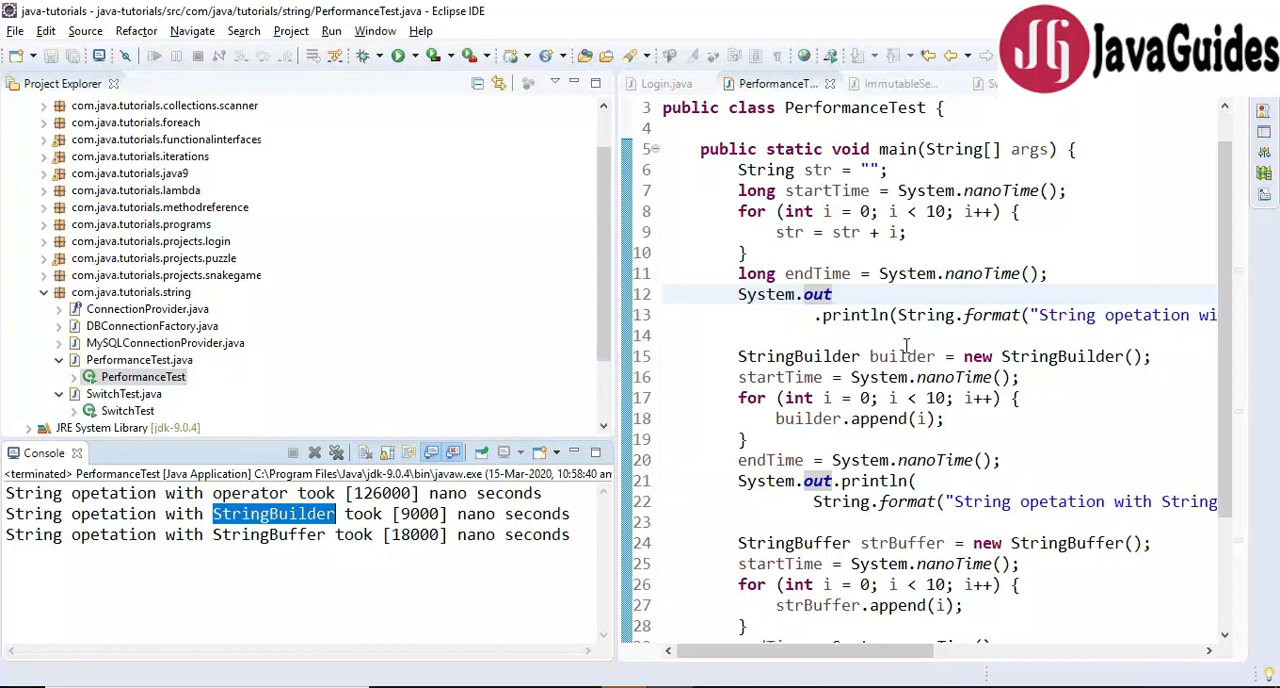 java-tutorials - java-tutorials/src/com/java/tutorials/string/PerformanceTest.java - Eclipse IDE
JavaGuides
File Edit Source Refactor Navigate Search Project Run Window Help
Project Explorer
com.java.tutorials.collections.scanner
com.java.tutorials.foreach
com.java.tutorials.functionalinterfaces
com.java.tutorials.iterations
com.java.tutorials.java9
com.java.tutorials.lambda
com.java.tutorials.methodreference
com.java.tutorials.programs
com.java.tutorials.projects.login
com.java.tutorials.projects.puzzle
com.java.tutorials.projects.snakegame
com.java.tutorials.string
ConnectionProvider.java
DBConnectionFactory.java
MySQLConnectionProvider.java
PerformanceTest.java
PerformanceTest
SwitchTest.java
SwitchTest
JRE System Library [jdk-9.0.4]
Console
<terminated> PerformanceTest [Java Application] C:\Program Files\Java\jdk-9.0.4\bin\javaw.exe (15-Mar-2020, 10:58:40 am
String opetation with operator took [126000] nano seconds
String opetation with StringBuilder took [9000] nano seconds
String opetation with StringBuffer took [18000] nano seconds
Login.java PerformanceT... ImmutableSe... Sv
3 public class PerformanceTest {
4
5 public static void main(String[] args) {
6 String str = "";
7 long startTime = System.nanoTime();
8 for (int i = 0; i < 10; i++) {
9 str = str + i;
10 }
11 long endTime = System.nanoTime();
12 System.out
13 .println(String.format("String opetation wi
14
15 StringBuilder builder = new StringBuilder();
16 startTime = System.nanoTime();
17 for (int i = 0; i < 10; i++) {
18 builder.append(i);
19 }
20 endTime = System.nanoTime();
21 System.out.println(
22 String.format("String opetation with String
23
24 StringBuffer strBuffer = new StringBuffer();
25 startTime = System.nanoTime();
26 for (int i = 0; i < 10; i++) {
27 strBuffer.append(i);
28 }